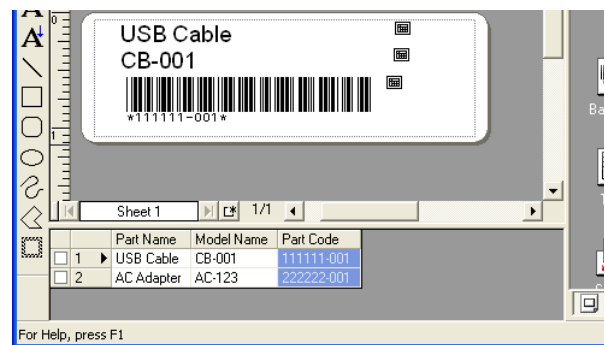 USB Cable
CB-001
*111111-001*
Sheet 1
1/1
Part Name Model Name Part Code
1 USB Cable CB-001 111111-001
2 AC Adapter AC-123 222222-001
For Help, press F1